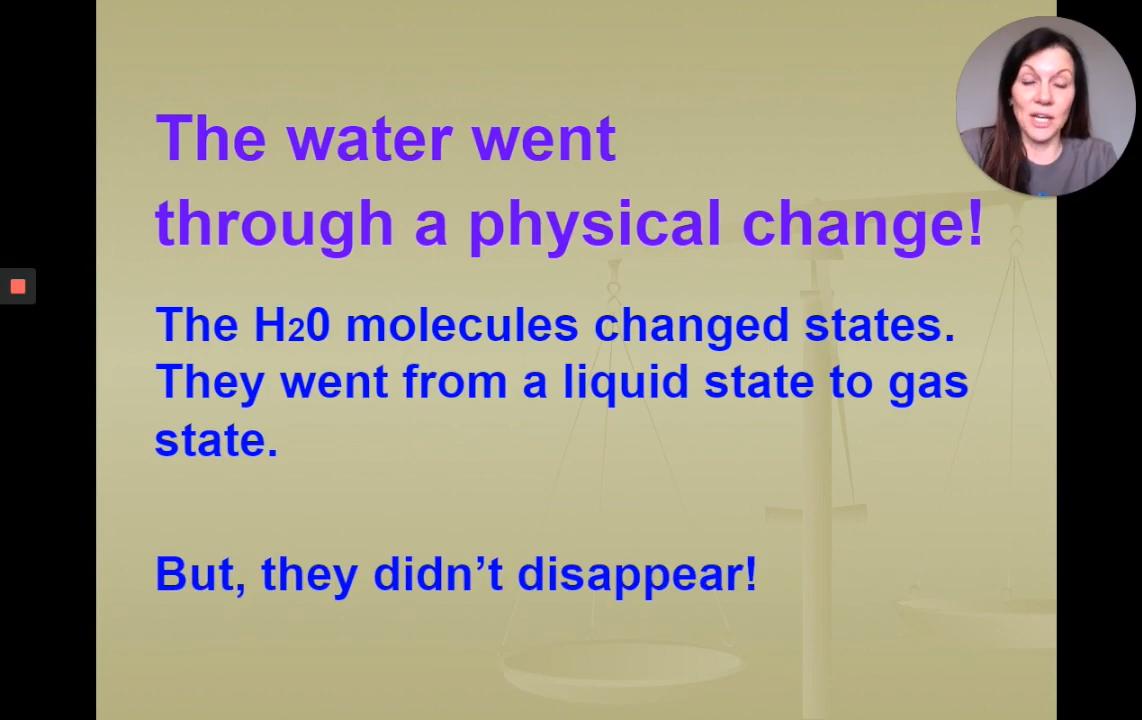 The water went
through a physical change!
The H₂0 molecules changed states.
They went from a liquid state to gas
state.
But, they didn’t disappear!